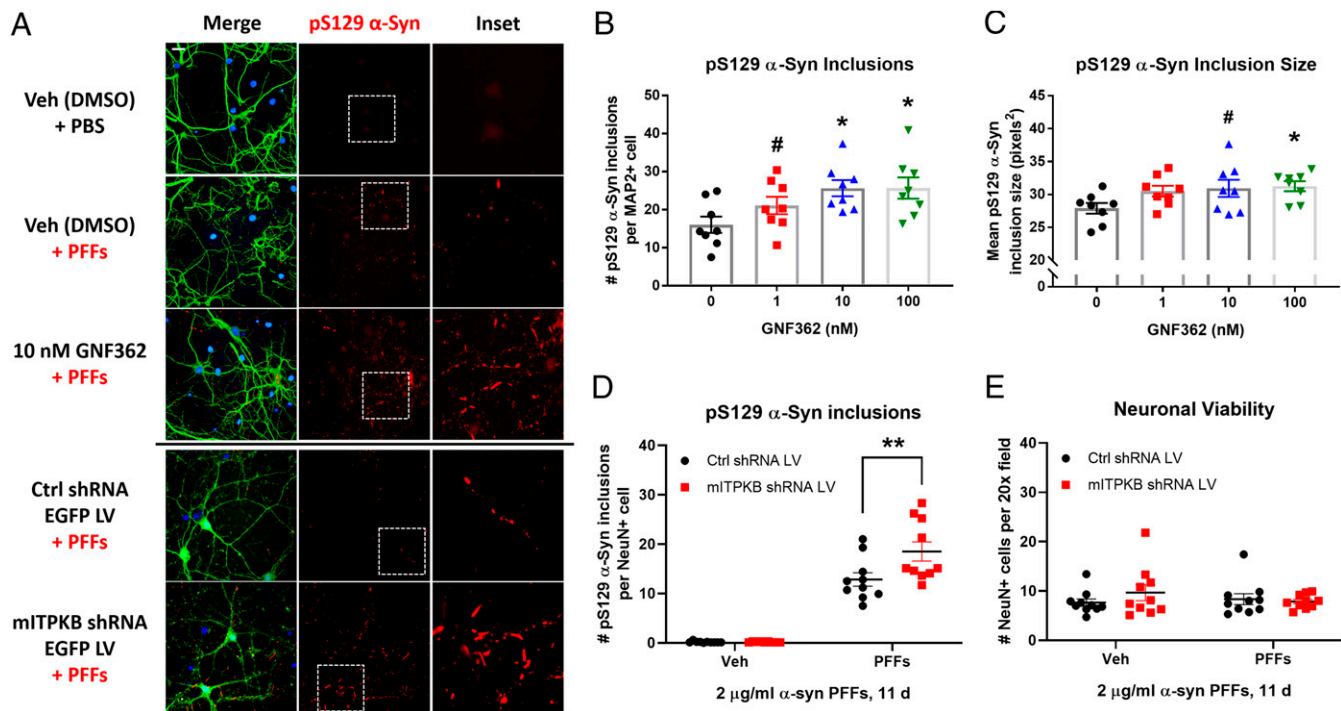 A
Merge
pS129 α-Syn
Inset
Veh (DMSO)
+ PBS
Veh (DMSO)
+ PFFs
10 nM GNF362
+ PFFs
Ctrl shRNA
EGFP LV
+ PFFs
mITPKB shRNA
EGFP LV
+ PFFs
B
pS129 α-Syn Inclusions
# pS129 α-Syn inclusions
per MAP2+ cell
50
40
30
20
10
0
#
*
*
0
1
10
100
GNF362 (nM)
C
pS129 α-Syn Inclusion Size
Mean pS129 α-Syn
inclusion size (pixels²)
45
40
35
30
25
20
0
#
*
0
1
10
100
GNF362 (nM)
D
pS129 α-Syn inclusions
# pS129 α-Syn inclusions
per NeuN+ cell
40
30
20
10
0
Ctrl shRNA LV
mITPKB shRNA LV
**
Veh
PFFs
2 μg/ml α-syn PFFs, 11 d
E
Neuronal Viability
# NeuN+ cells per 20x field
40
30
20
10
0
Ctrl shRNA LV
mITPKB shRNA LV
Veh
PFFs
2 μg/ml α-syn PFFs, 11 d